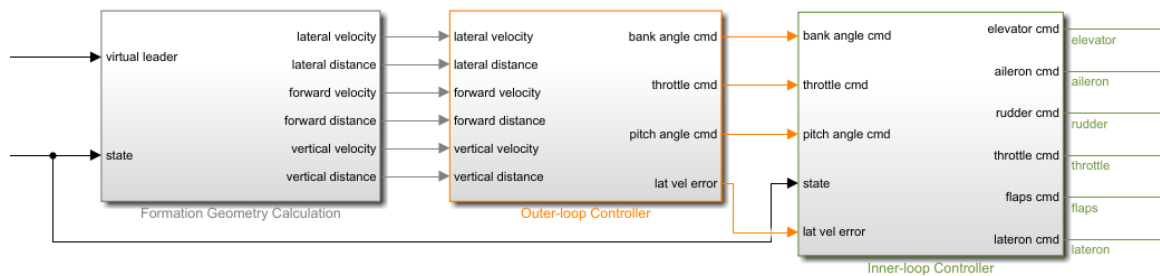 virtual leader
state
lateral velocity
lateral distance
forward velocity
forward distance
vertical velocity
vertical distance
Formation Geometry Calculation
lateral velocity
lateral distance
forward velocity
forward distance
vertical velocity
vertical distance
bank angle cmd
throttle cmd
pitch angle cmd
lat vel error
Outer-loop Controller
bank angle cmd
throttle cmd
pitch angle cmd
state
lat vel error
elevator cmd
aileron cmd
rudder cmd
throttle cmd
flaps cmd
lateron cmd
Inner-loop Controller
elevator
aileron
rudder
throttle
flaps
lateron